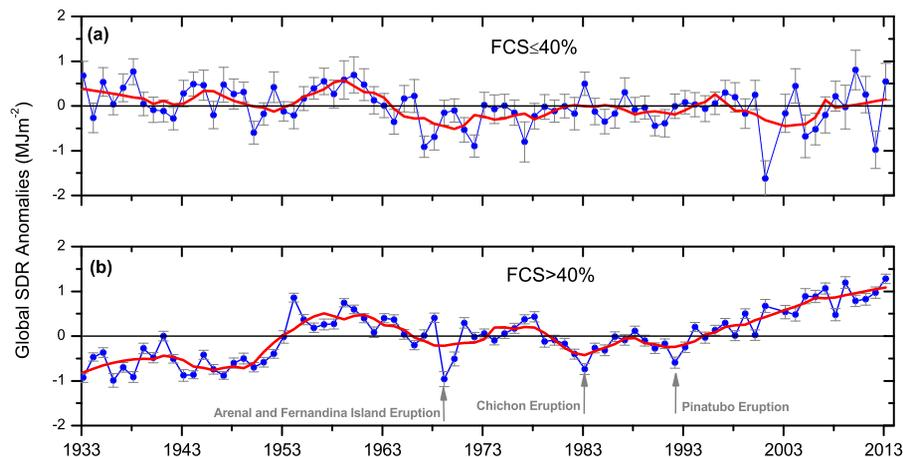 Global SDR Anomalies (MJm-2)
(a)
FCS≤40%
2
1
0
-1
-2
(b)
FCS>40%
2
1
0
-1
-2
Arenal and Fernandina Island Eruption
Chichon Eruption
Pinatubo Eruption
1933 1943 1953 1963 1973 1983 1993 2003 2013